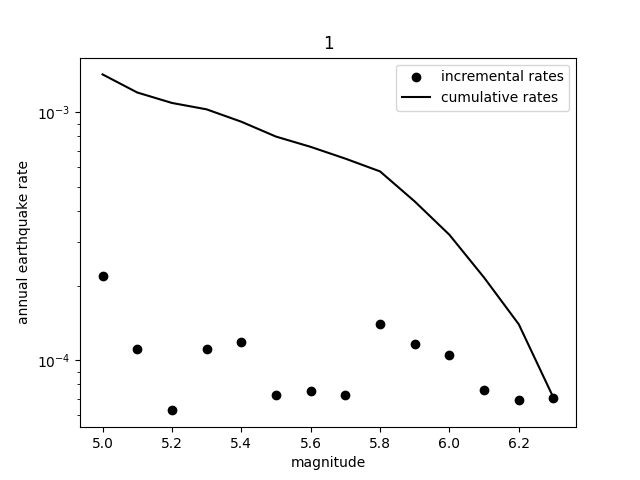 1
incremental rates
cumulative rates
annual earthquake rate
10⁻³
10⁻⁴
5.0 5.2 5.4 5.6 5.8 6.0 6.2
magnitude